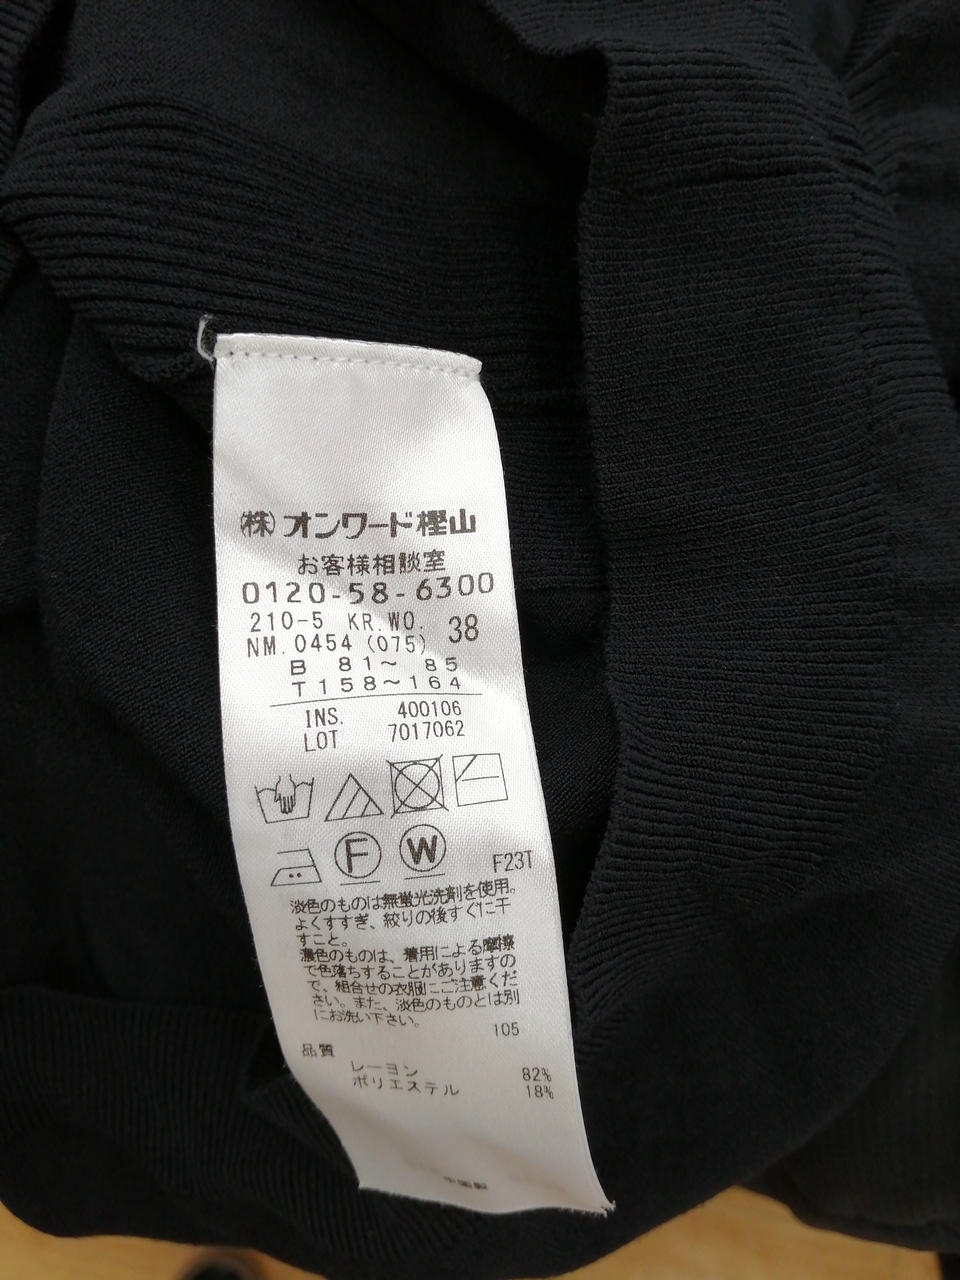 (株)オンワード樫山
お客様相談室
0120-58-6300
210-5 KR.WO. 38
NM.0454(075)
B 81～ 85
T158～164
INS. 400106
LOT 7017062
F W
F23T
淡色のものは無蛍光洗剤を使用。
よくすすぎ、絞りの後すぐに干
すこと。
濃色のものは、着用による摩擦
で色落ちすることがありますの
で、組合せの衣服にご注意くだ
さい。また、淡色のものとは別
にお洗い下さい。
105
品質
レーヨン 82%
ポリエステル 18%
中国製